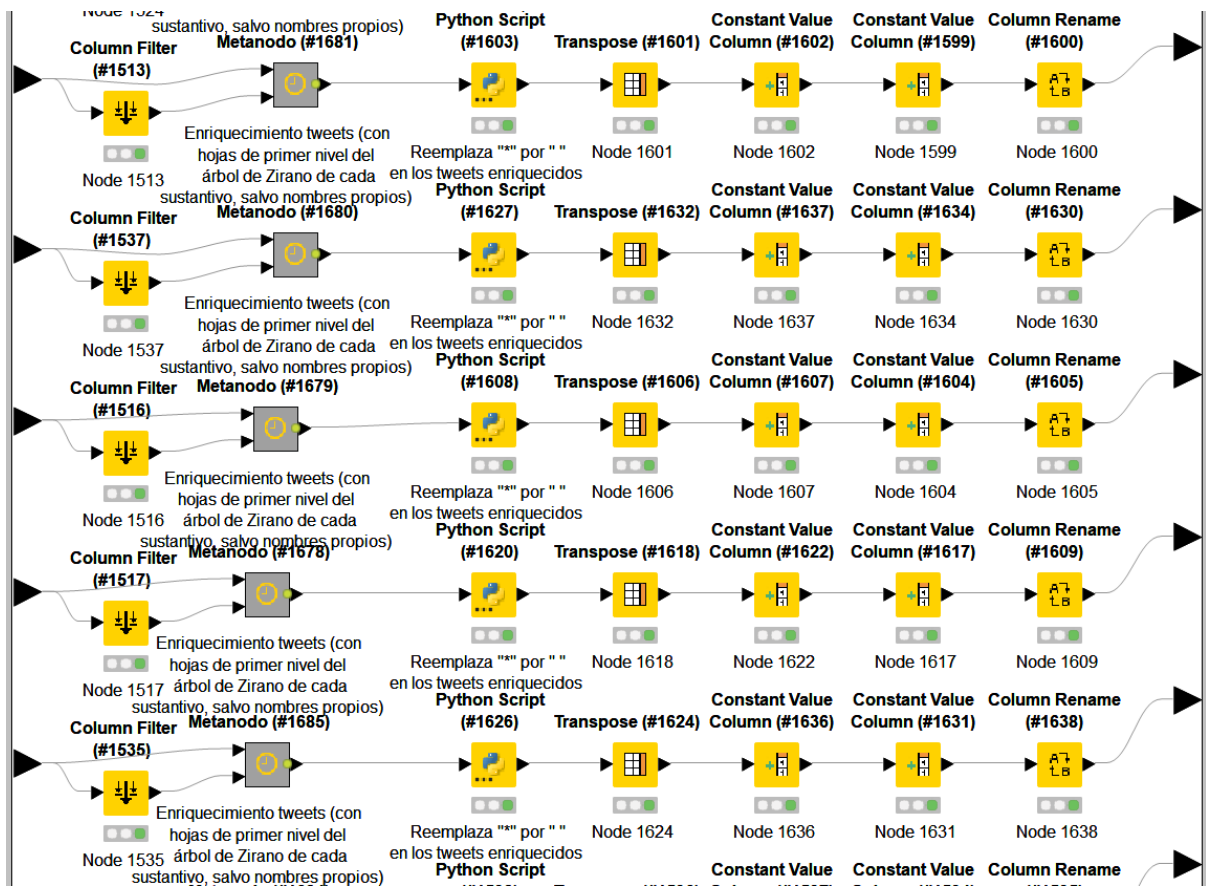 Node 1524
sustantivo, salvo nombres propios)
Column Filter
(#1513)
Metanodo (#1681)
Python Script
(#1603)
Transpose (#1601)
Constant Value
Column (#1602)
Constant Value
Column (#1599)
Column Rename
(#1600)
Node 1513
Enriquecimiento tweets (con
hojas de primer nivel del
árbol de Zirano de cada
sustantivo, salvo nombres propios)
Reemplaza "*" por " "
en los tweets enriquecidos
Node 1601
Node 1602
Node 1599
Node 1600
Column Filter
(#1537)
Metanodo (#1680)
Python Script
(#1627)
Transpose (#1632)
Constant Value
Column (#1637)
Constant Value
Column (#1634)
Column Rename
(#1630)
Node 1537
Enriquecimiento tweets (con
hojas de primer nivel del
árbol de Zirano de cada
sustantivo, salvo nombres propios)
Reemplaza "*" por " "
en los tweets enriquecidos
Node 1632
Node 1637
Node 1634
Node 1630
Column Filter
(#1516)
Metanodo (#1679)
Python Script
(#1608)
Transpose (#1606)
Constant Value
Column (#1607)
Constant Value
Column (#1604)
Column Rename
(#1605)
Node 1516
Enriquecimiento tweets (con
hojas de primer nivel del
árbol de Zirano de cada
sustantivo, salvo nombres propios)
Reemplaza "*" por " "
en los tweets enriquecidos
Node 1606
Node 1607
Node 1604
Node 1605
Column Filter
(#1517)
Metanodo (#1678)
Python Script
(#1620)
Transpose (#1618)
Constant Value
Column (#1622)
Constant Value
Column (#1617)
Column Rename
(#1609)
Node 1517
Enriquecimiento tweets (con
hojas de primer nivel del
árbol de Zirano de cada
sustantivo, salvo nombres propios)
Reemplaza "*" por " "
en los tweets enriquecidos
Node 1618
Node 1622
Node 1617
Node 1609
Column Filter
(#1535)
Metanodo (#1685)
Python Script
(#1626)
Transpose (#1624)
Constant Value
Column (#1636)
Constant Value
Column (#1631)
Column Rename
(#1638)
Node 1535
Enriquecimiento tweets (con
hojas de primer nivel del
árbol de Zirano de cada
sustantivo, salvo nombres propios)
Reemplaza "*" por " "
en los tweets enriquecidos
Node 1624
Node 1636
Node 1631
Node 1638
Python Script
Constant Value
Constant Value
Column Rename